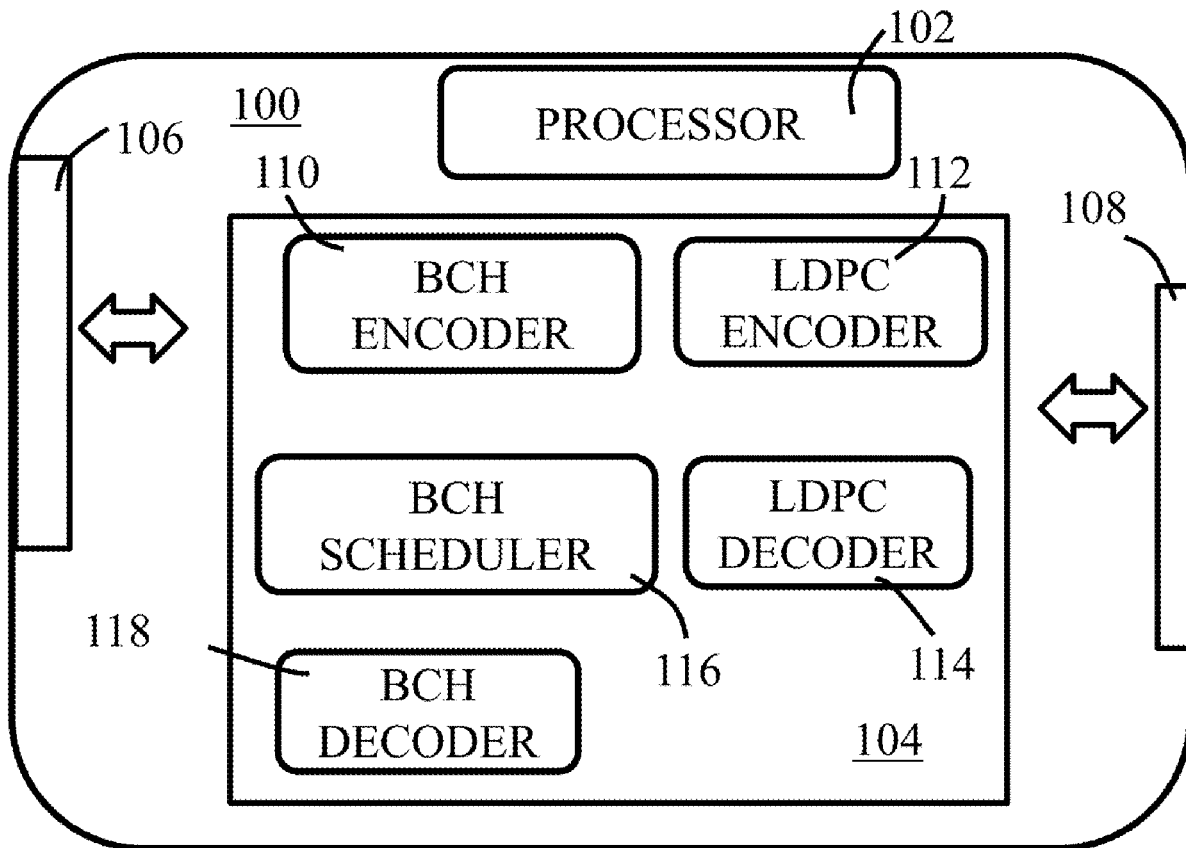 102
100
PROCESSOR
106
110
112
108
BCH
ENCODER
LDPC
ENCODER
BCH
SCHEDULER
LDPC
DECODER
118
116
114
BCH
DECODER
104